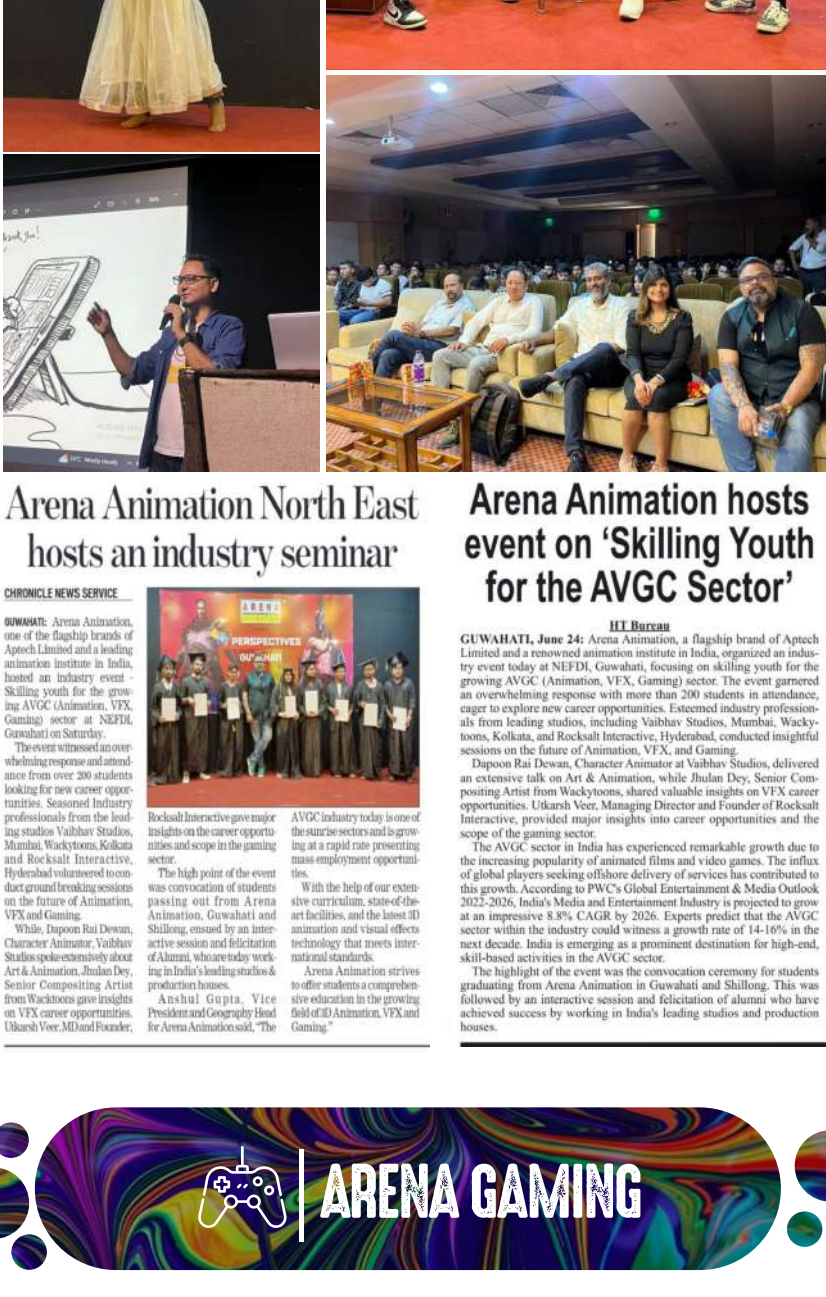 Thank You!
34°C Mostly clouds
Arena Animation North East
hosts an industry seminar
CHRONICLE NEWS SERVICE
GUWAHATI: Arena Animation,
one of the flagship brands of
Aptech Limited and a leading
animation institute in India,
hosted an industry event -
Skilling youth for the grow-
ing AVGC (Animation, VFX,
Gaming) sector at NEFDI,
Guwahati on Saturday.
The event witnessed an over-
whelming response and attend-
ance from over 200 students
looking for new career oppor-
tunities. Seasoned Industry
professionals from the lead-
ing studios Vaibhav Studios,
Mumbai, Wackytoons, Kolkata
and Rocksalt Interactive,
Hyderabad volunteered to con-
duct ground breaking sessions
on the future of Animation,
VFX and Gaming.
While, Dapoon Rai Dewan,
Character Animator, Vaibhav
Studios spoke extensively about
Art & Animation, Jhulan Dey,
Senior Compositing Artist
from Wacktoons gave insights
on VFX career opportunities.
Utkarsh Veer, MD and Founder,
ARENA
ANIMATION
PERSPECTIVES
GUWAHATI
Rocksalt Interactive gave major
insights on the career opportu-
nities and scope in the gaming
sector.
The high point of the event
was convocation of students
passing out from Arena
Animation, Guwahati and
Shillong, ensued by an inter-
active session and felicitation
of Alumni, who are today work-
ing in India's leading studios &
production houses.
Anshul Gupta, Vice
President and Geography Head
for Arena Animation said, "The
AVGC industry today is one of
the sunrise sectors and is grow-
ing at a rapid rate presenting
mass employment opportuni-
ties.
With the help of our exten-
sive curriculum, state-of-the-
art facilities, and the latest 3D
animation and visual effects
technology that meets inter-
national standards.
Arena Animation strives
to offer students a comprehen-
sive education in the growing
field of 3D Animation, VFX and
Gaming."
Arena Animation hosts
event on 'Skilling Youth
for the AVGC Sector'
HT Bureau
GUWAHATI, June 24: Arena Animation, a flagship brand of Aptech
Limited and a renowned animation institute in India, organized an indus-
try event today at NEFDI, Guwahati, focusing on skilling youth for the
growing AVGC (Animation, VFX, Gaming) sector. The event garnered
an overwhelming response with more than 200 students in attendance,
eager to explore new career opportunities. Esteemed industry profession-
als from leading studios, including Vaibhav Studios, Mumbai, Wacky-
toons, Kolkata, and Rocksalt Interactive, Hyderabad, conducted insightful
sessions on the future of Animation, VFX, and Gaming.
Dapoon Rai Dewan, Character Animator at Vaibhav Studios, delivered
an extensive talk on Art & Animation, while Jhulan Dey, Senior Com-
positing Artist from Wackytoons, shared valuable insights on VFX career
opportunities. Utkarsh Veer, Managing Director and Founder of Rocksalt
Interactive, provided major insights into career opportunities and the
scope of the gaming sector.
The AVGC sector in India has experienced remarkable growth due to
the increasing popularity of animated films and video games. The influx
of global players seeking offshore delivery of services has contributed to
this growth. According to PWC's Global Entertainment & Media Outlook
2022-2026, India's Media and Entertainment Industry is projected to grow
at an impressive 8.8% CAGR by 2026. Experts predict that the AVGC
sector within the industry could witness a growth rate of 14-16% in the
next decade. India is emerging as a prominent destination for high-end,
skill-based activities in the AVGC sector.
The highlight of the event was the convocation ceremony for students
graduating from Arena Animation in Guwahati and Shillong. This was
followed by an interactive session and felicitation of alumni who have
achieved success by working in India's leading studios and production
houses.
ARENA GAMING